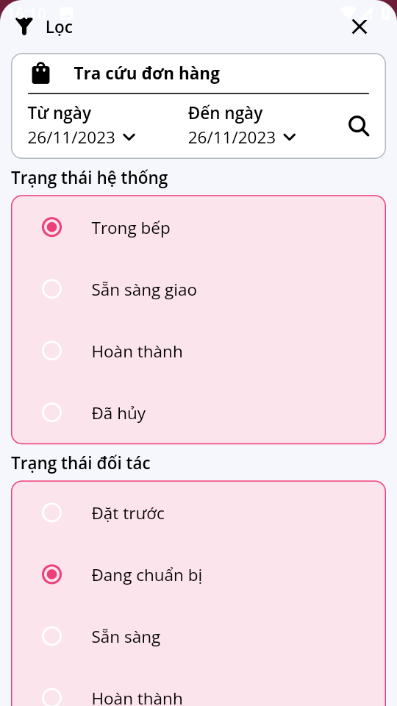 Lọc
Tra cứu đơn hàng
Từ ngày Đến ngày
26/11/2023 26/11/2023
Trạng thái hệ thống
Trong bếp
Sẵn sàng giao
Hoàn thành
Đã hủy
Trạng thái đối tác
Đặt trước
Đang chuẩn bị
Sẵn sàng
Hoàn thành